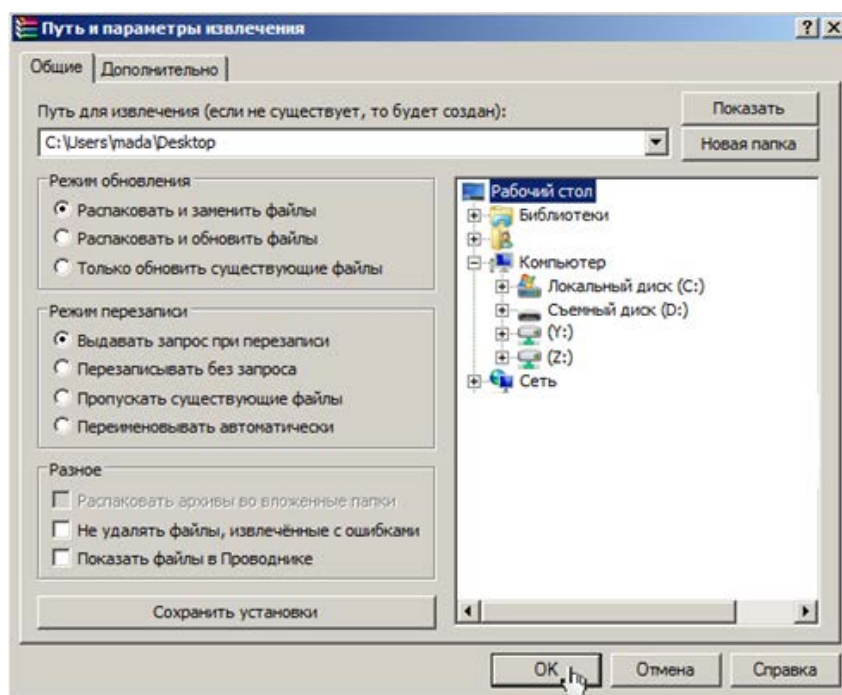 Путь и параметры извлечения
Общие
Дополнительно
Путь для извлечения (если не существует, то будет создан):
Показать
C:\Users\mada\Desktop
Новая папка
Режим обновления
Распаковать и заменить файлы
Распаковать и обновить файлы
Только обновить существующие файлы
Режим перезаписи
Выдавать запрос при перезаписи
Перезаписывать без запроса
Пропускать существующие файлы
Переименовывать автоматически
Разное
Распаковать архивы во вложенные папки
Не удалять файлы, извлечённые с ошибками
Показать файлы в Проводнике
Сохранить установки
Рабочий стол
Библиотеки
Компьютер
Локальный диск (C:)
Съемный диск (D:)
(Y:)
(Z:)
Сеть
OK
Отмена
Справка